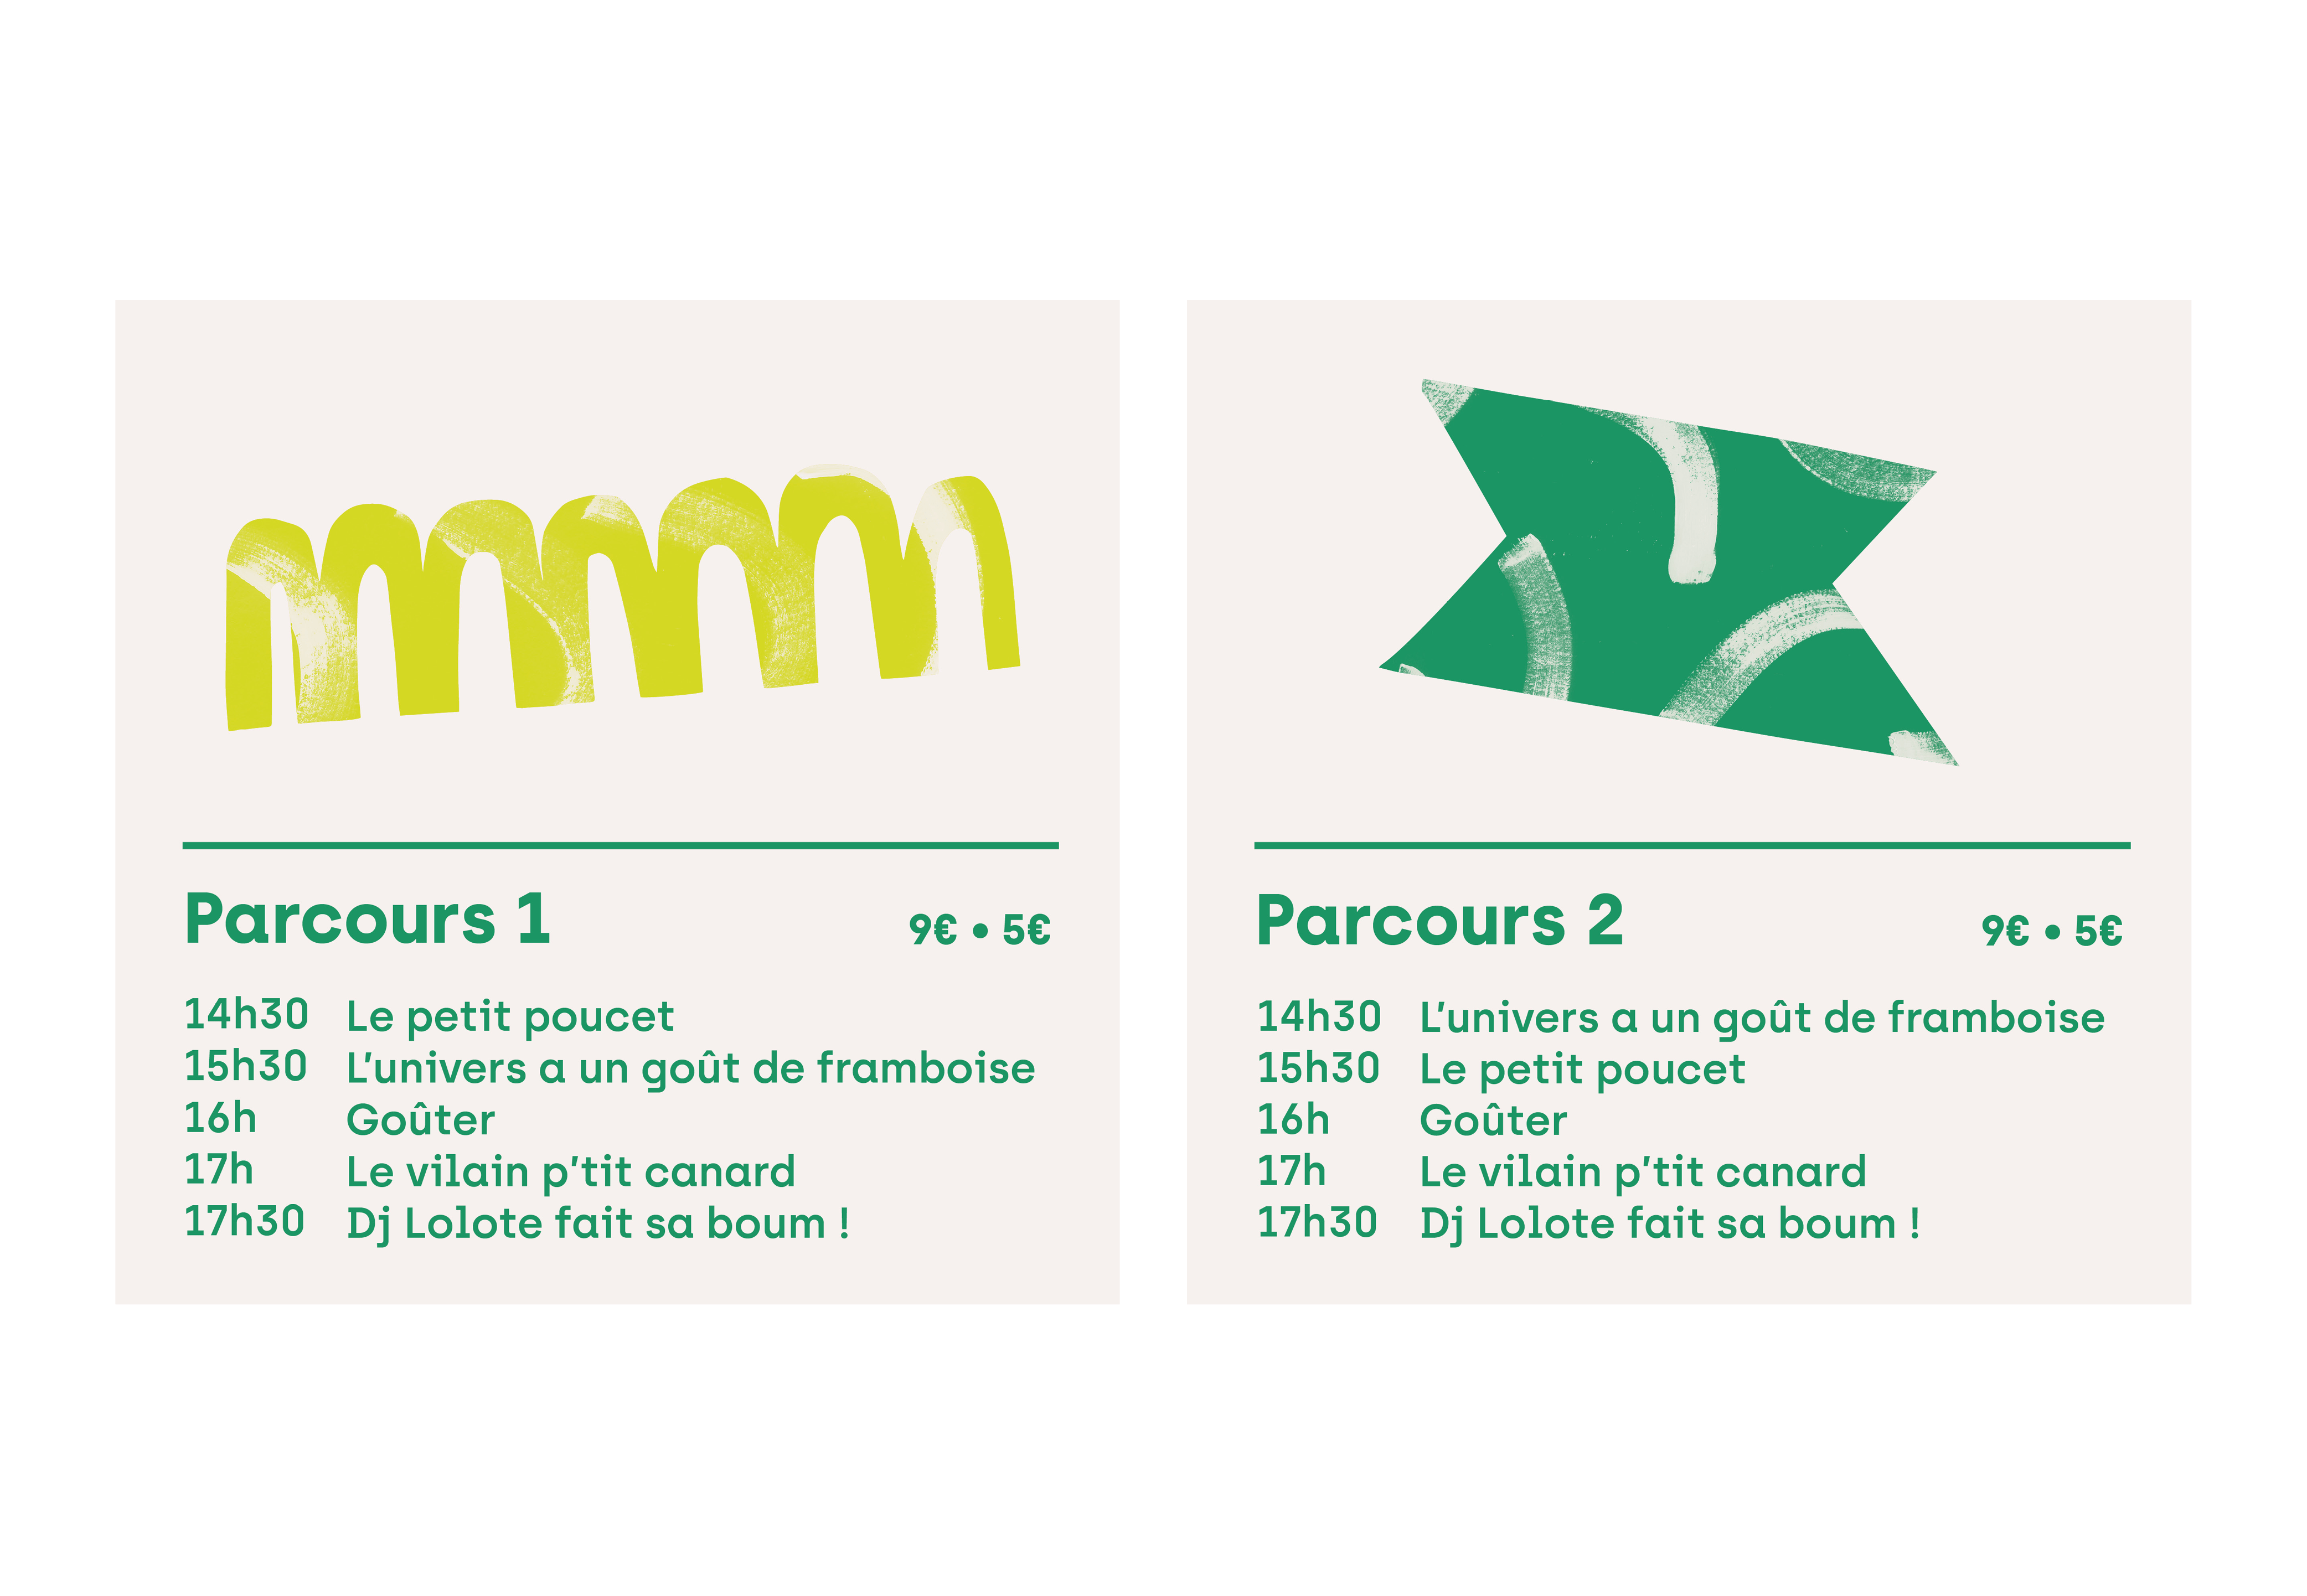 Parcours 1
9€ • 5€
14h30 Le petit poucet
15h30 L'univers a un goût de framboise
16h Goûter
17h Le vilain p'tit canard
17h30 Dj Lolote fait sa boum !
Parcours 2
9€ • 5€
14h30 L'univers a un goût de framboise
15h30 Le petit poucet
16h Goûter
17h Le vilain p'tit canard
17h30 Dj Lolote fait sa boum !